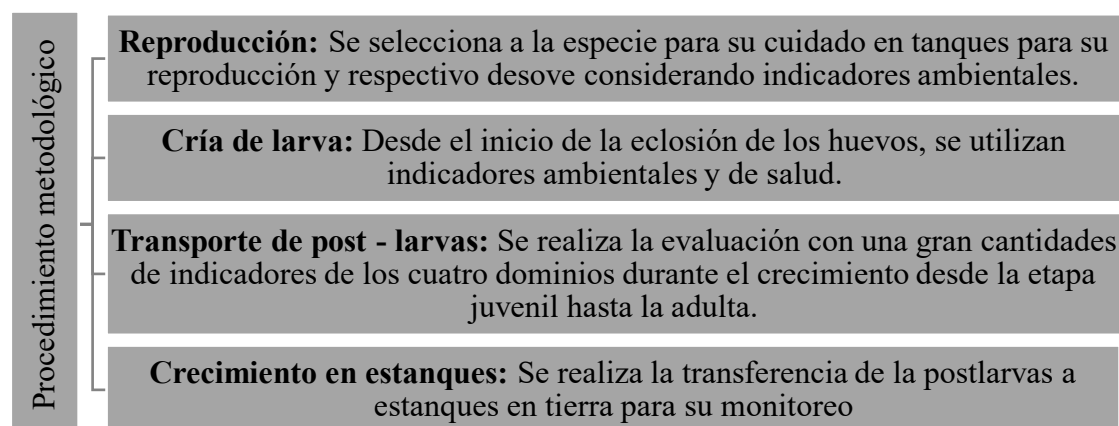 Procedimiento metodológico
Reproducción: Se selecciona a la especie para su cuidado en tanques para su
reproducción y respectivo desove considerando indicadores ambientales.
Cría de larva: Desde el inicio de la eclosión de los huevos, se utilizan
indicadores ambientales y de salud.
Transporte de post - larvas: Se realiza la evaluación con una gran cantidades
de indicadores de los cuatro dominios durante el crecimiento desde la etapa
juvenil hasta la adulta.
Crecimiento en estanques: Se realiza la transferencia de la postlarvas a
estanques en tierra para su monitoreo